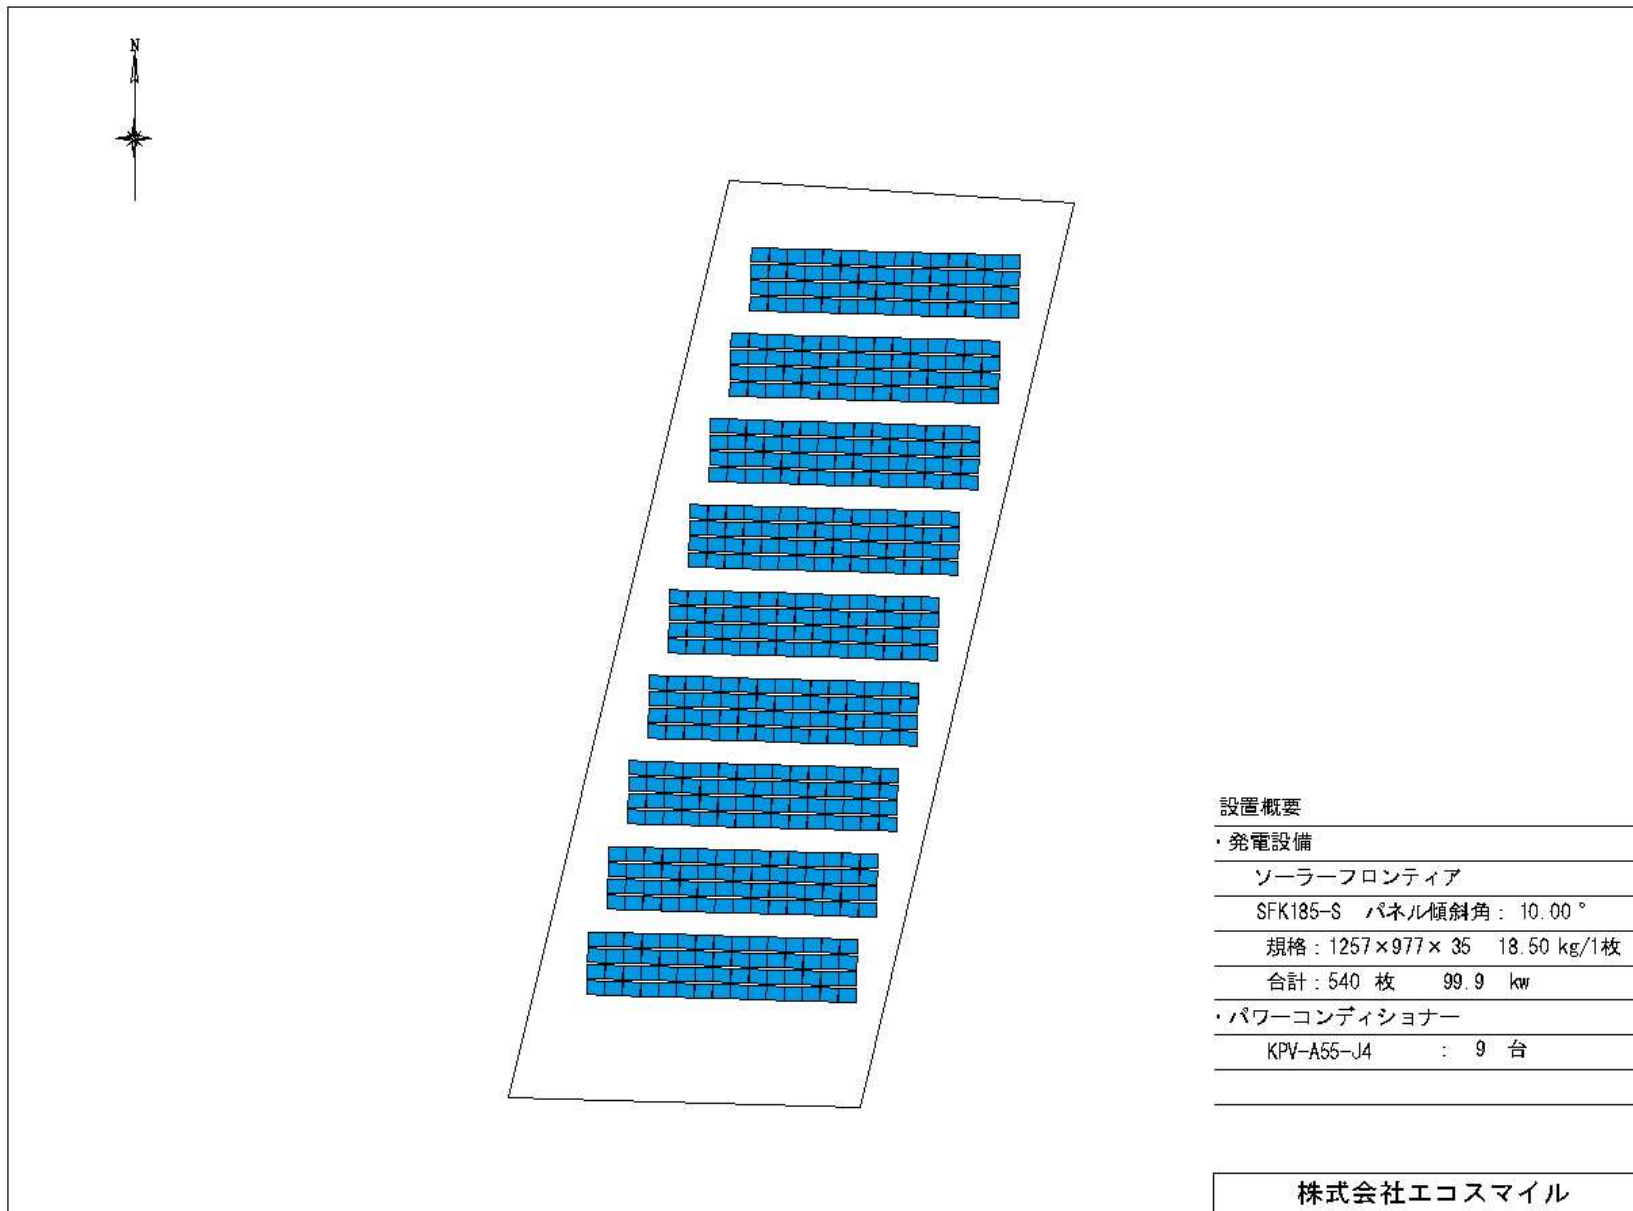 N
設置概要
・発電設備
ソーラーフロンティア
SFK185-S パネル傾斜角: 10.00°
規格:1257×977× 35 18.50 kg/1枚
合計:540 枚 99.9 kw
・パワーコンディショナー
KPV-A55-J4 : 9 台
株式会社エコスマイル